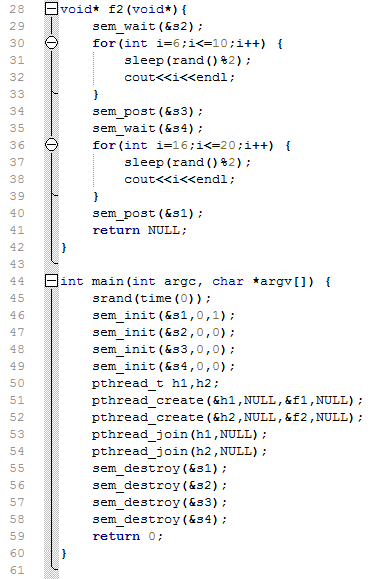 28 void* f2(void*){
29     sem_wait(&s2);
30     for(int i=6;i<=10;i++) {
31         sleep(rand()%2);
32         cout<<i<<endl;
33     }
34     sem_post(&s3);
35     sem_wait(&s4);
36     for(int i=16;i<=20;i++) {
37         sleep(rand()%2);
38         cout<<i<<endl;
39     }
40     sem_post(&s1);
41     return NULL;
42 }
43
44 int main(int argc, char *argv[]) {
45     srand(time(0));
46     sem_init(&s1,0,1);
47     sem_init(&s2,0,0);
48     sem_init(&s3,0,0);
49     sem_init(&s4,0,0);
50     pthread_t h1,h2;
51     pthread_create(&h1,NULL,&f1,NULL);
52     pthread_create(&h2,NULL,&f2,NULL);
53     pthread_join(h1,NULL);
54     pthread_join(h2,NULL);
55     sem_destroy(&s1);
56     sem_destroy(&s2);
57     sem_destroy(&s3);
58     sem_destroy(&s4);
59     return 0;
60 }
61